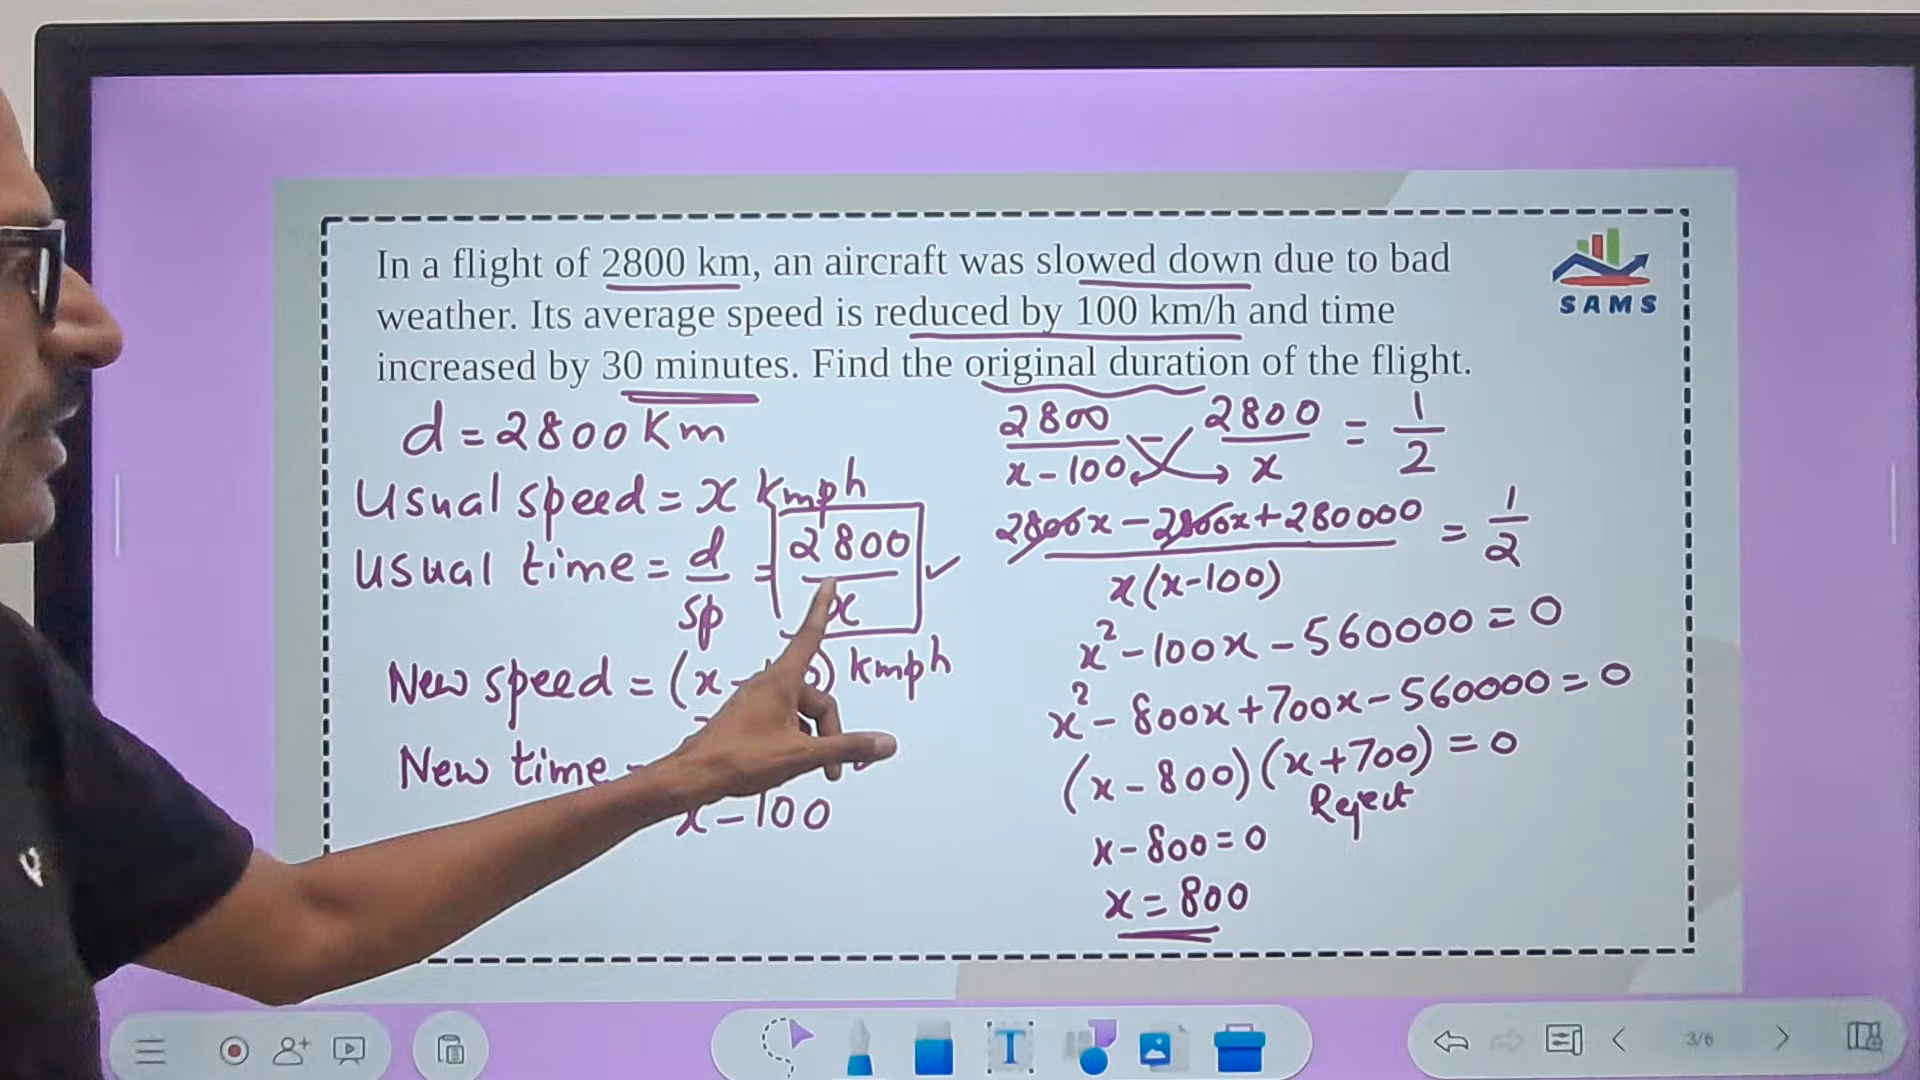 In a flight of 2800 km, an aircraft was slowed down due to bad
weather. Its average speed is reduced by 100 km/h and time
increased by 30 minutes. Find the original duration of the flight.
SAMS
d = 2800 Km
Usual speed = x Kmph
Usual time = d/sp = 2800/x ✓
New speed = (x - 0) kmph
New time =
x - 100
2800/(x - 100) - 2800/x = 1/2
(2800x - 2800x + 280000)/(x(x-100)) = 1/2
x² - 100x - 560000 = 0
x² - 800x + 700x - 560000 = 0
(x - 800)(x + 700) = 0
Reject
x - 800 = 0
x = 800
T
3/6